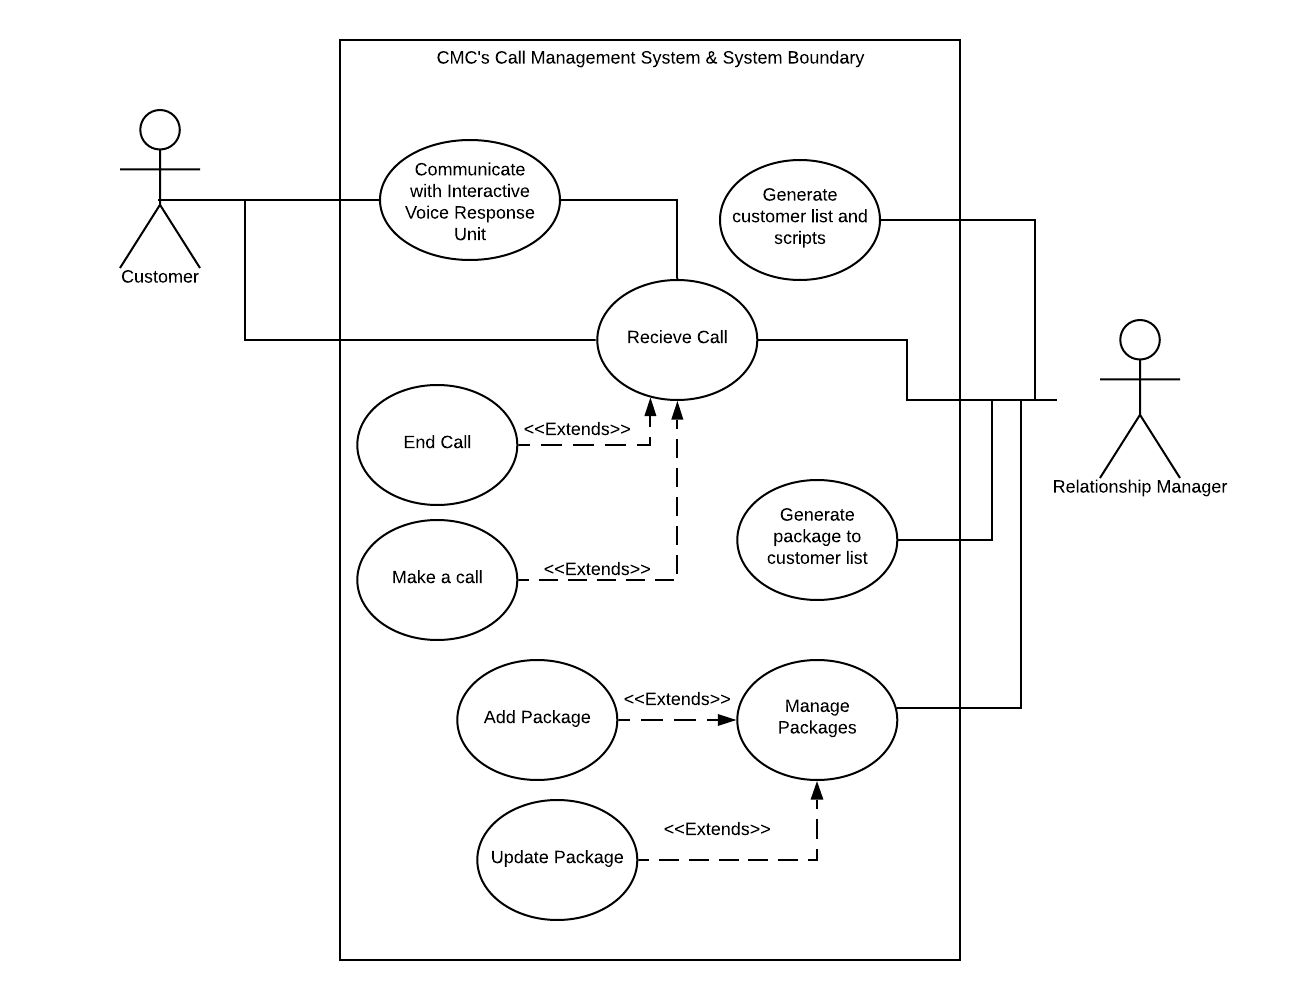 CMC's Call Management System & System Boundary
Communicate
with Interactive
Voice Response
Unit
Generate
customer list and
scripts
Customer
Recieve Call
<<Extends>>
End Call
Relationship Manager
Generate
package to
customer list
<<Extends>>
Make a call
<<Extends>>
Add Package
Manage
Packages
<<Extends>>
Update Package